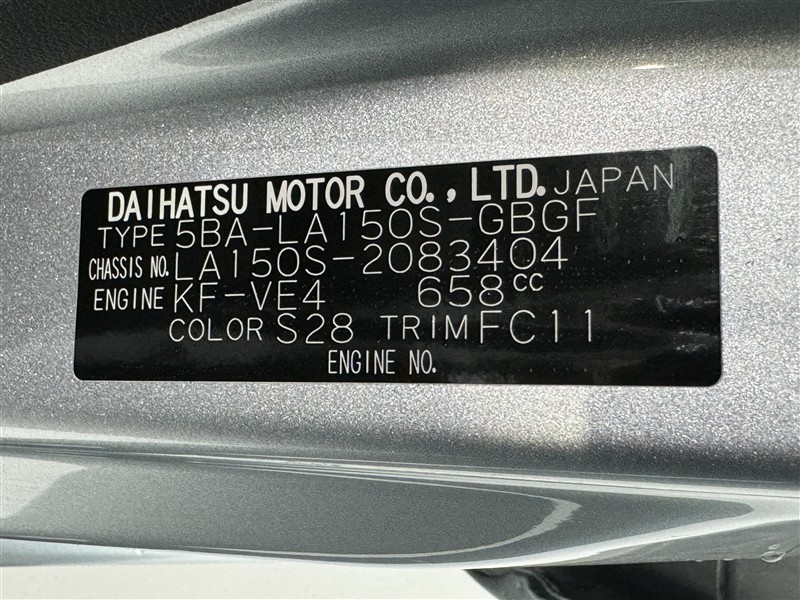 DAIHATSU MOTOR CO., LTD. JAPAN
TYPE 5BA-LA150S-GBGF
CHASSIS NO. LA150S-2083404
ENGINE KF-VE4 658cc
COLOR S28 TRIM FC11
ENGINE NO.